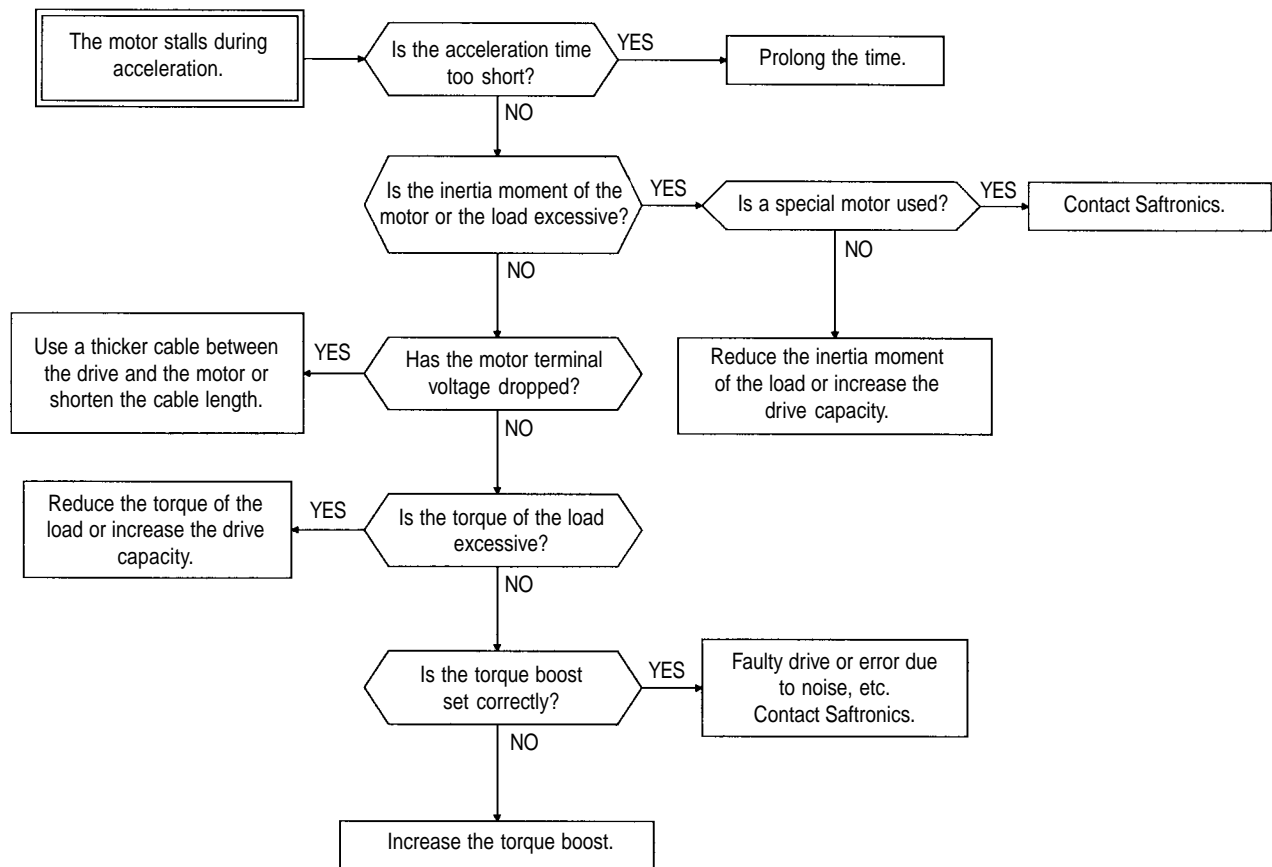 The motor stalls during
acceleration.
Is the acceleration time
too short?
YES
Prolong the time.
NO
Is the inertia moment of the
motor or the load excessive?
YES
Is a special motor used?
YES
Contact Saftronics.
NO
NO
Use a thicker cable between
the drive and the motor or
shorten the cable length.
YES
Has the motor terminal
voltage dropped?
Reduce the inertia moment
of the load or increase the
drive capacity.
NO
Reduce the torque of the
load or increase the drive
capacity.
YES
Is the torque of the load
excessive?
NO
Is the torque boost
set correctly?
YES
Faulty drive or error due
to noise, etc.
Contact Saftronics.
NO
Increase the torque boost.